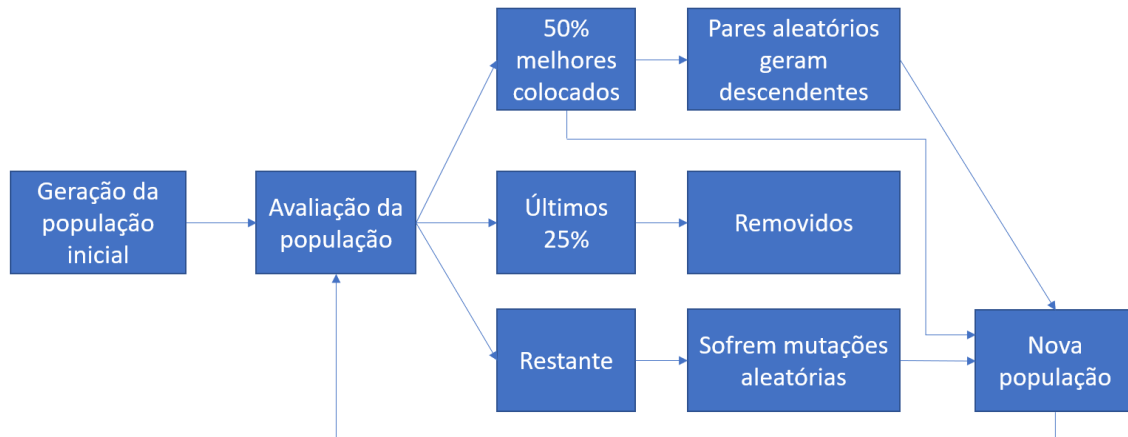 50%
melhores
colocados
Pares aleatórios
geram
descendentes
Geração da
população
inicial
Avaliação da
população
Últimos
25%
Removidos
Restante
Sofrem mutações
aleatórias
Nova
população